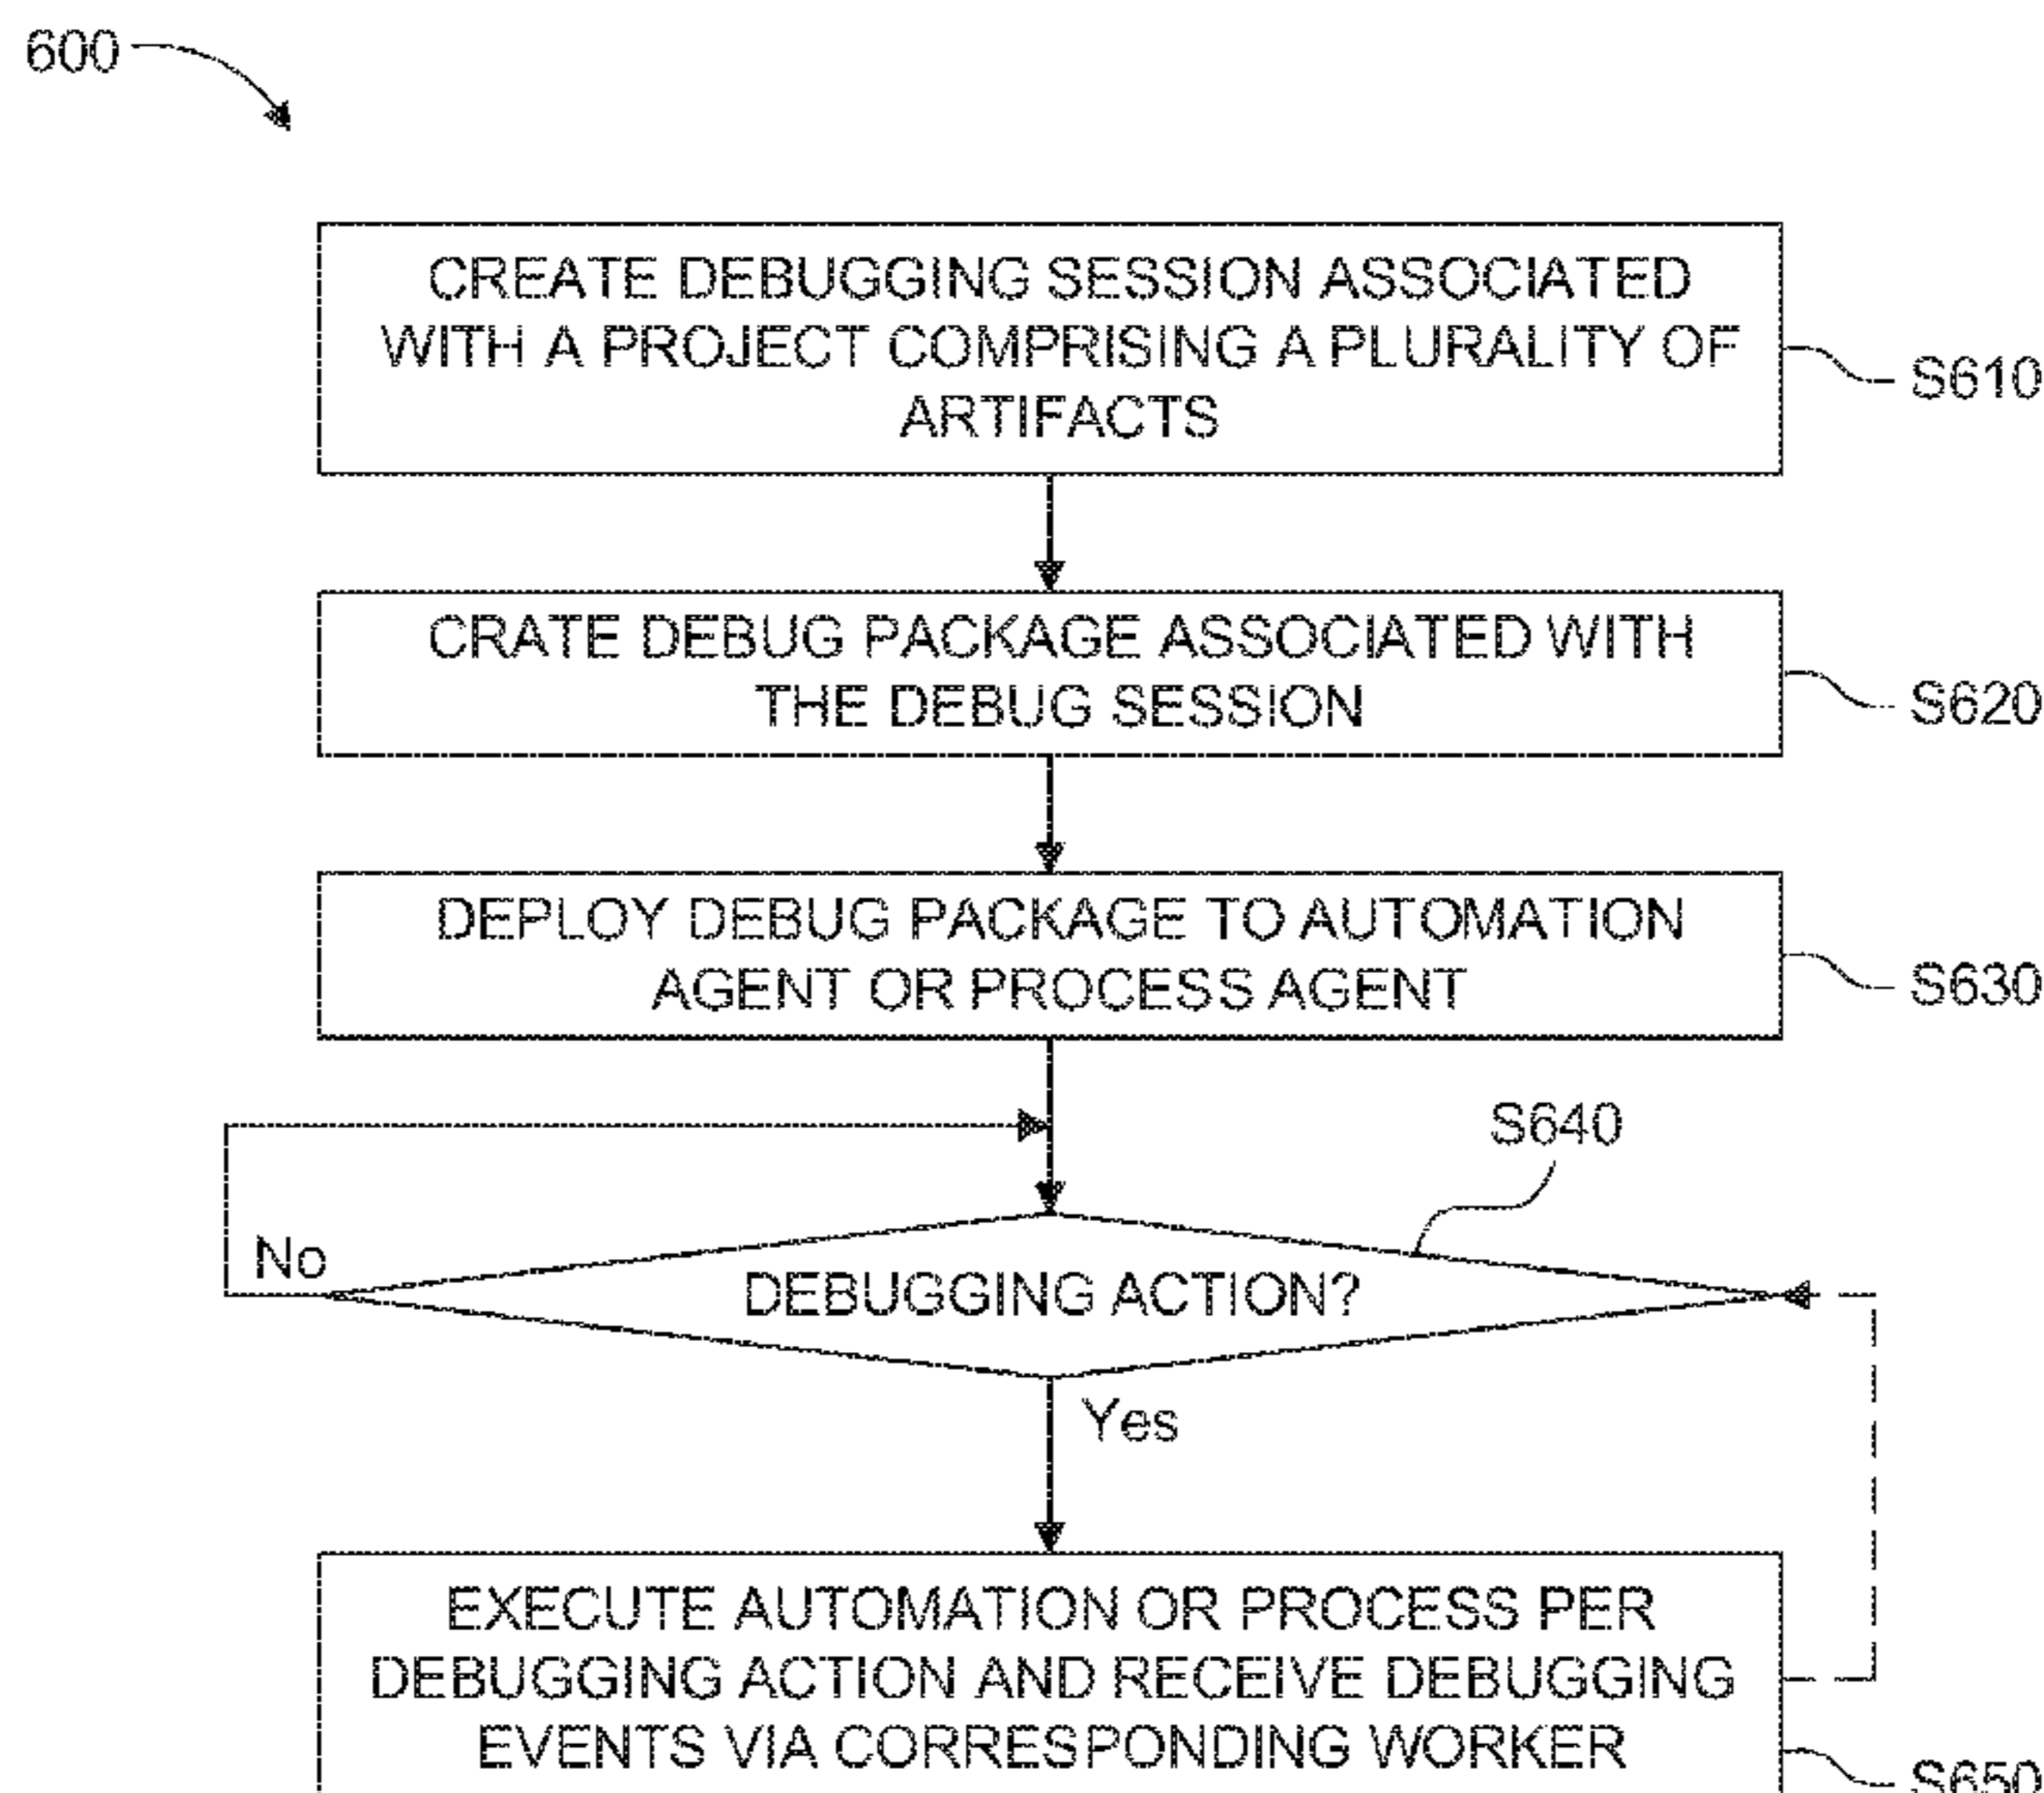 600
CREATE DEBUGGING SESSION ASSOCIATED
WITH A PROJECT COMPRISING A PLURALITY OF
ARTIFACTS
S610
CRATE DEBUG PACKAGE ASSOCIATED WITH
THE DEBUG SESSION
S620
DEPLOY DEBUG PACKAGE TO AUTOMATION
AGENT OR PROCESS AGENT
S630
S640
No
DEBUGGING ACTION?
Yes
EXECUTE AUTOMATION OR PROCESS PER
DEBUGGING ACTION AND RECEIVE DEBUGGING
EVENTS VIA CORRESPONDING WORKER
S650